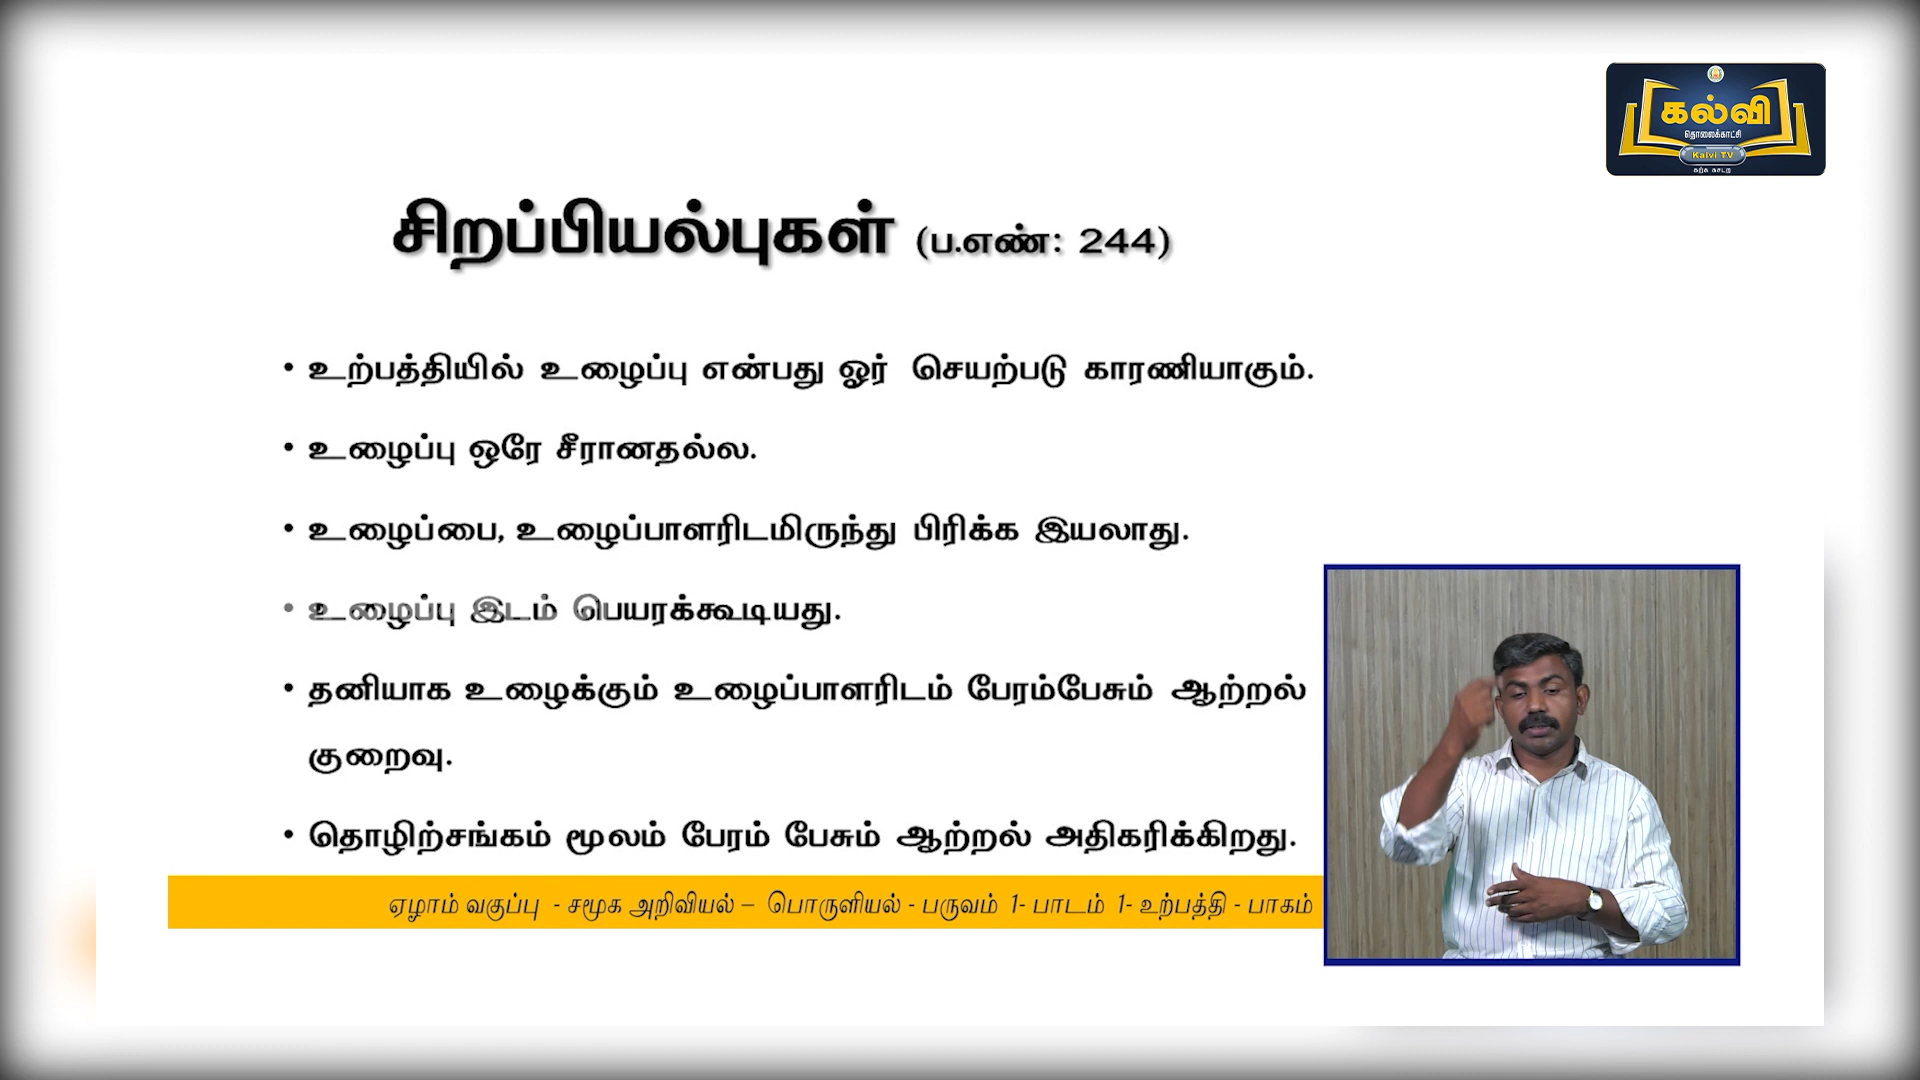 கல்வி
தொலைக்காட்சி
Kalvi TV
கற்க கசடற
சிறப்பியல்புகள் (ப.எண்: 244)
• உற்பத்தியில் உழைப்பு என்பது ஓர் செயற்படு காரணியாகும்.
• உழைப்பு ஒரே சீரானதல்ல.
• உழைப்பை, உழைப்பாளரிடமிருந்து பிரிக்க இயலாது.
• உழைப்பு இடம் பெயரக்கூடியது.
• தனியாக உழைக்கும் உழைப்பாளரிடம் பேரம்பேசும் ஆற்றல்
குறைவு.
• தொழிற்சங்கம் மூலம் பேரம் பேசும் ஆற்றல் அதிகரிக்கிறது.
ஏழாம் வகுப்பு - சமூக அறிவியல் – பொருளியல் - பருவம் 1- பாடம் 1- உற்பத்தி - பாகம்